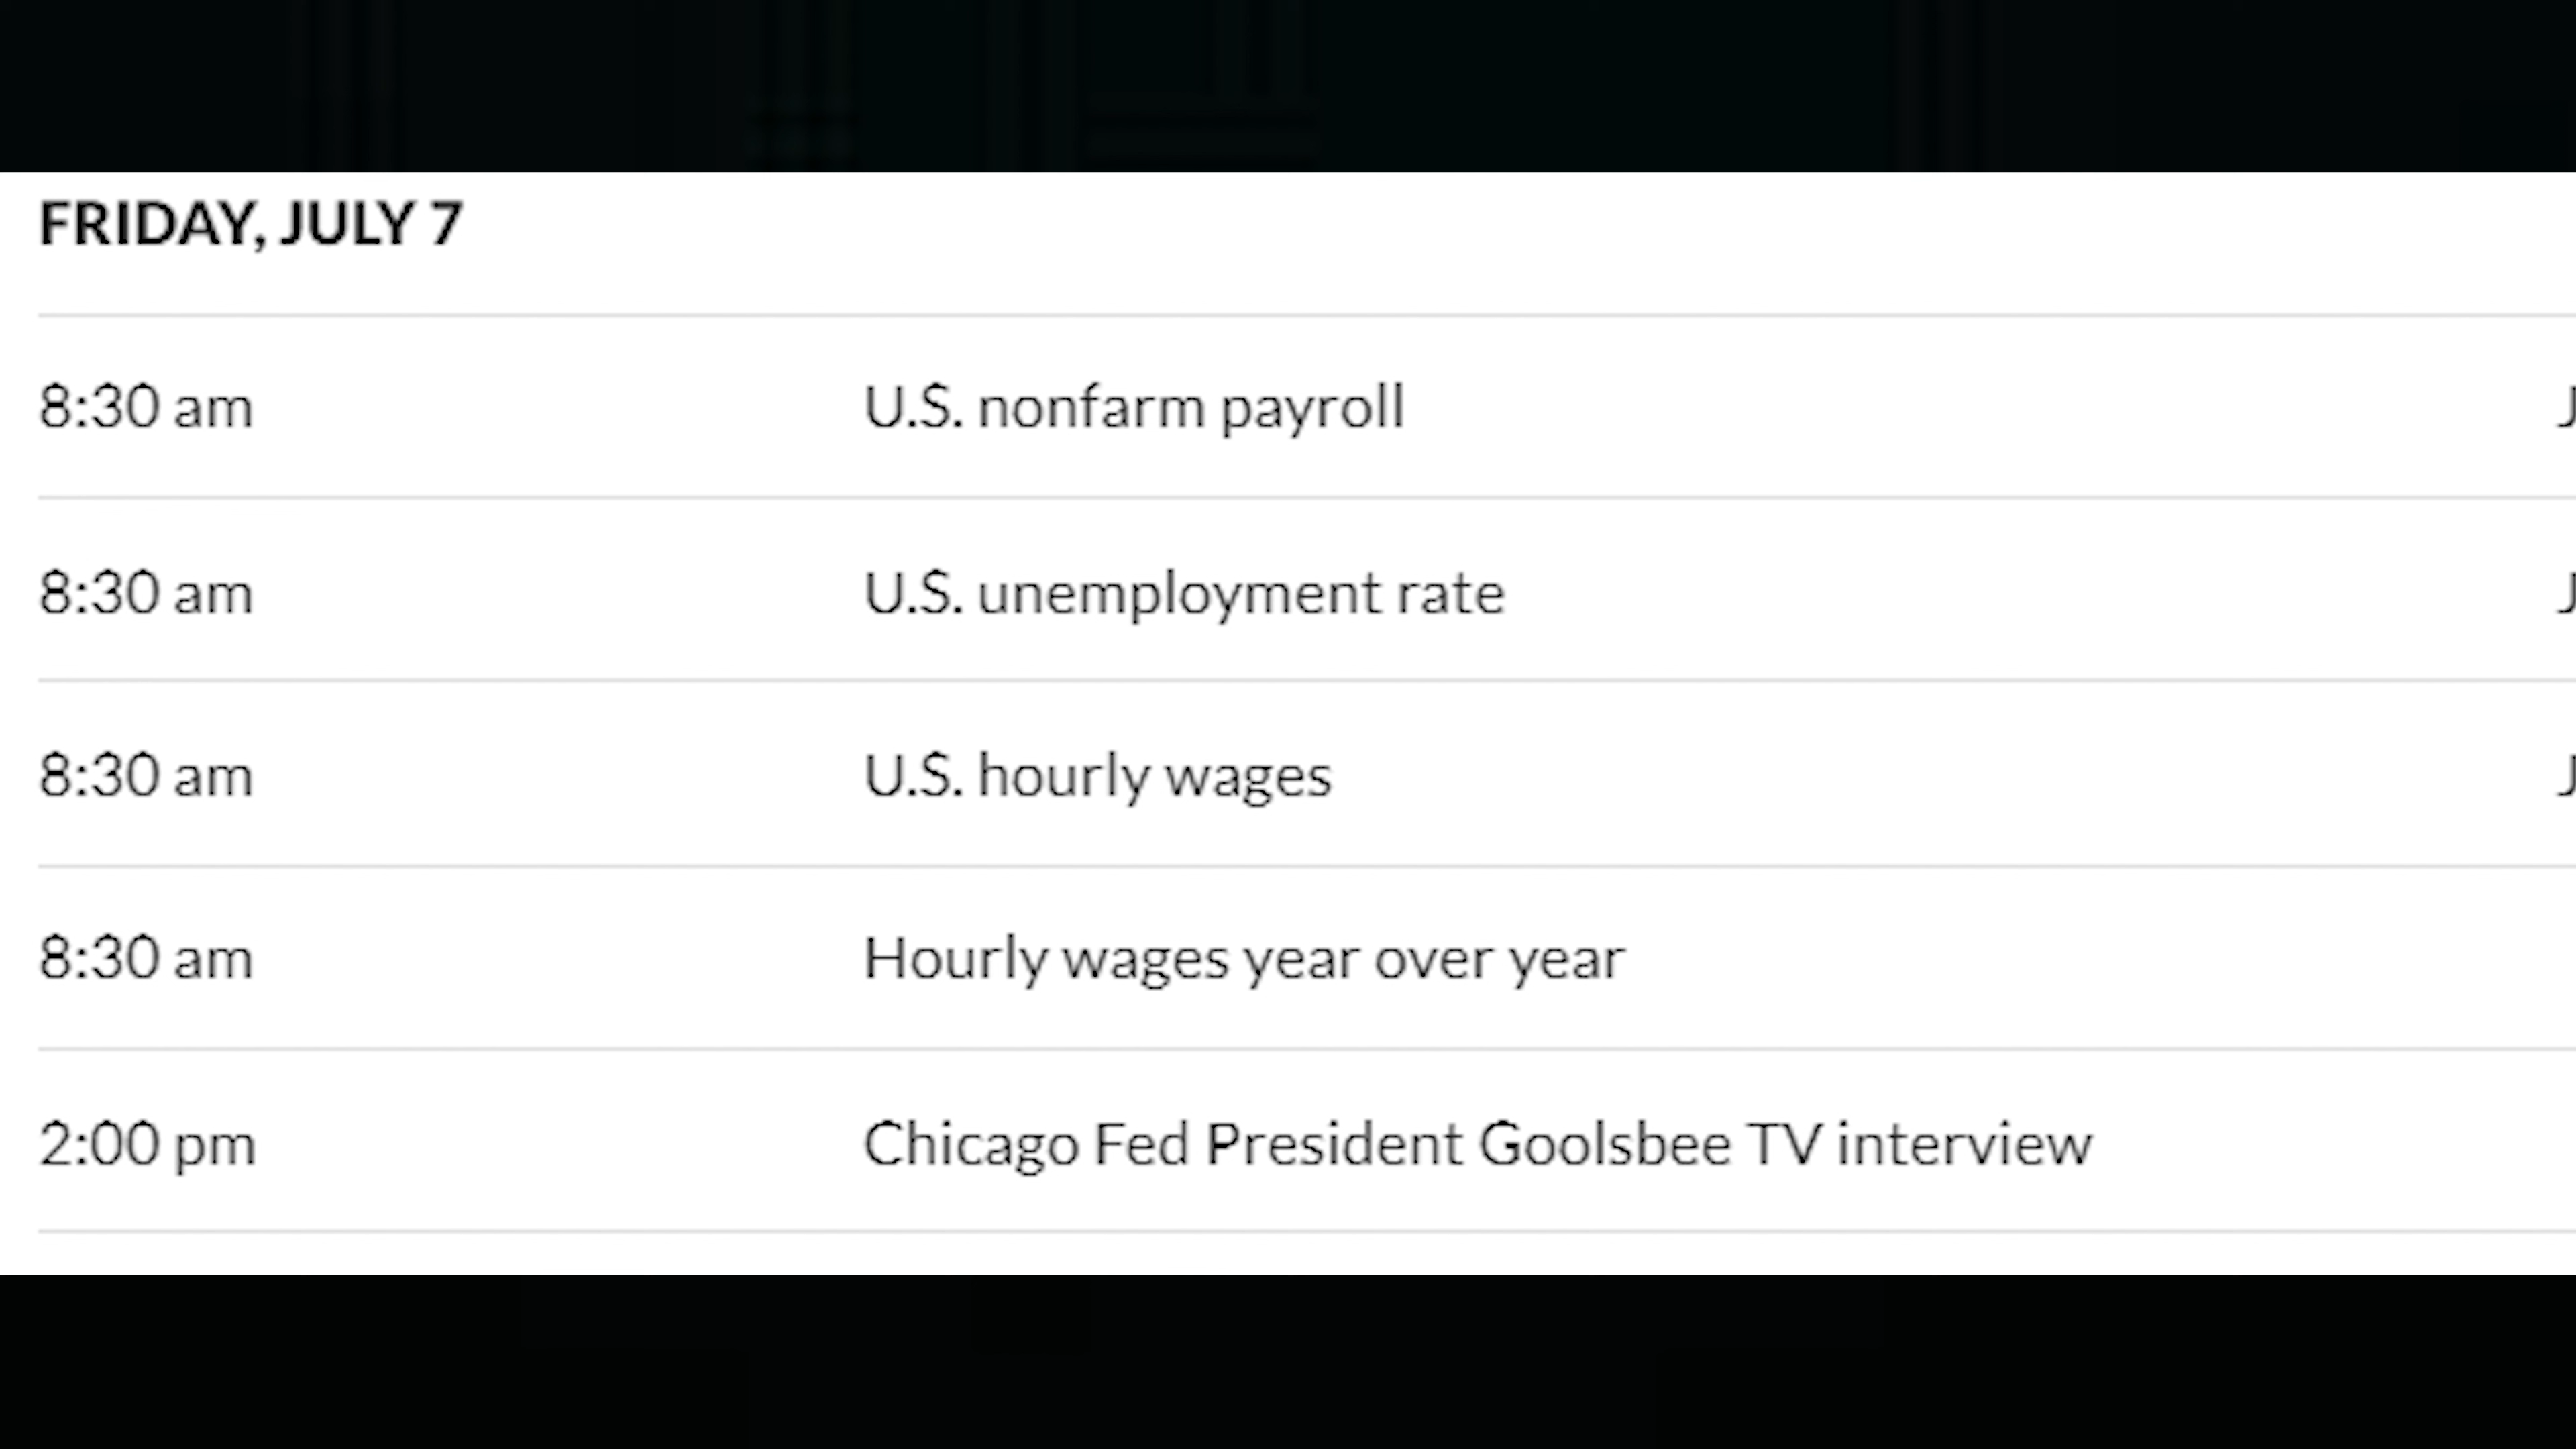 FRIDAY, JULY 7
8:30 am U.S. nonfarm payroll J
8:30 am U.S. unemployment rate J
8:30 am U.S. hourly wages J
8:30 am Hourly wages year over year
2:00 pm Chicago Fed President Goolsbee TV interview